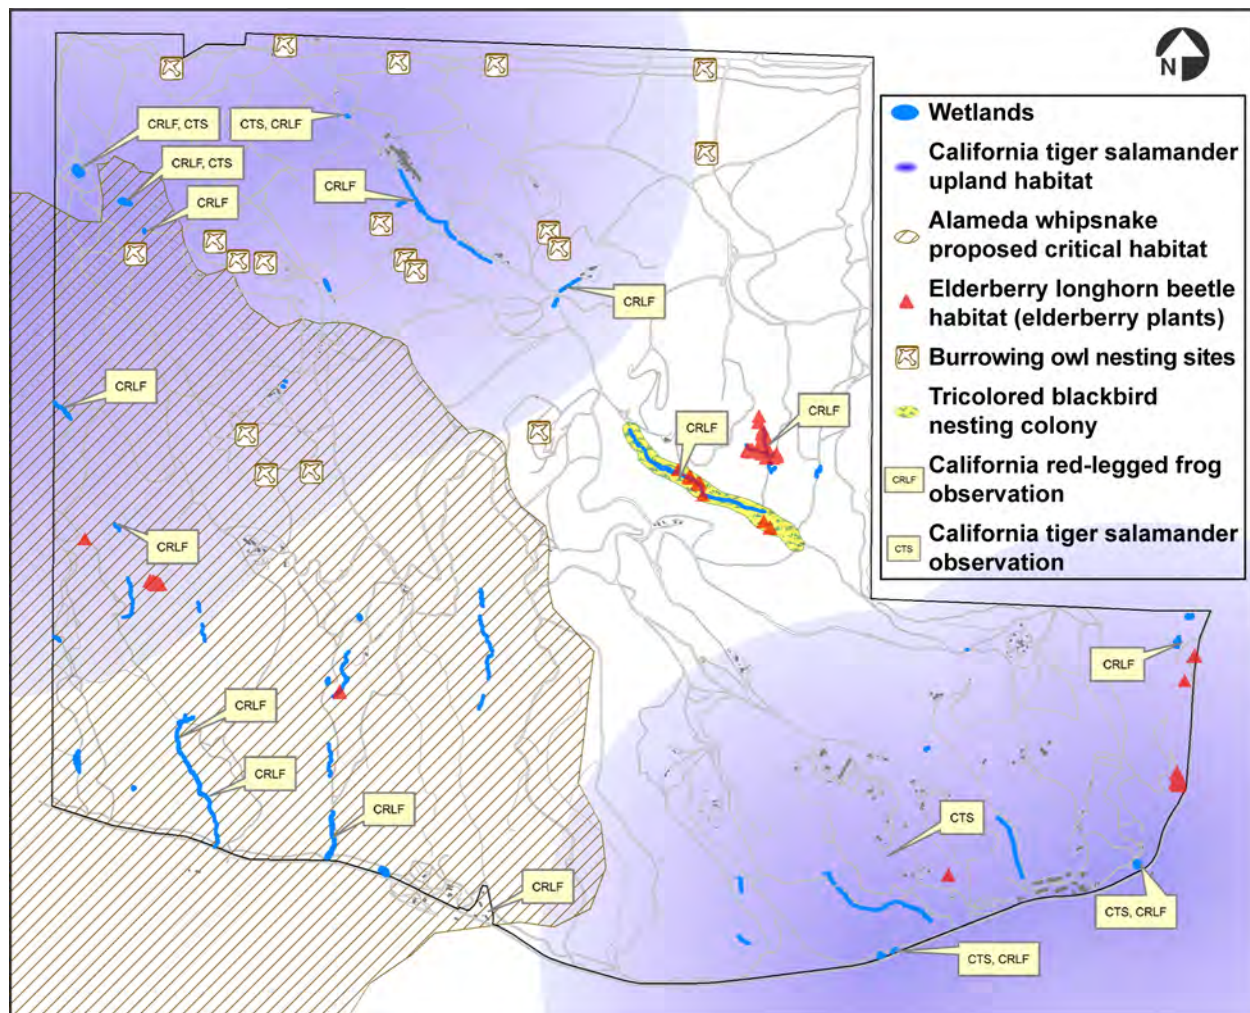 N
Wetlands
California tiger salamander
upland habitat
Alameda whipsnake
proposed critical habitat
Elderberry longhorn beetle
habitat (elderberry plants)
Burrowing owl nesting sites
Tricolored blackbird
nesting colony
CRLF
California red-legged frog
observation
CTS
California tiger salamander
observation
CRLF, CTS
CTS, CRLF
CRLF, CTS
CRLF
CRLF
CRLF
CRLF
CRLF
CRLF
CRLF
CRLF
CRLF
CRLF
CRLF
CTS
CRLF
CTS, CRLF
CTS, CRLF